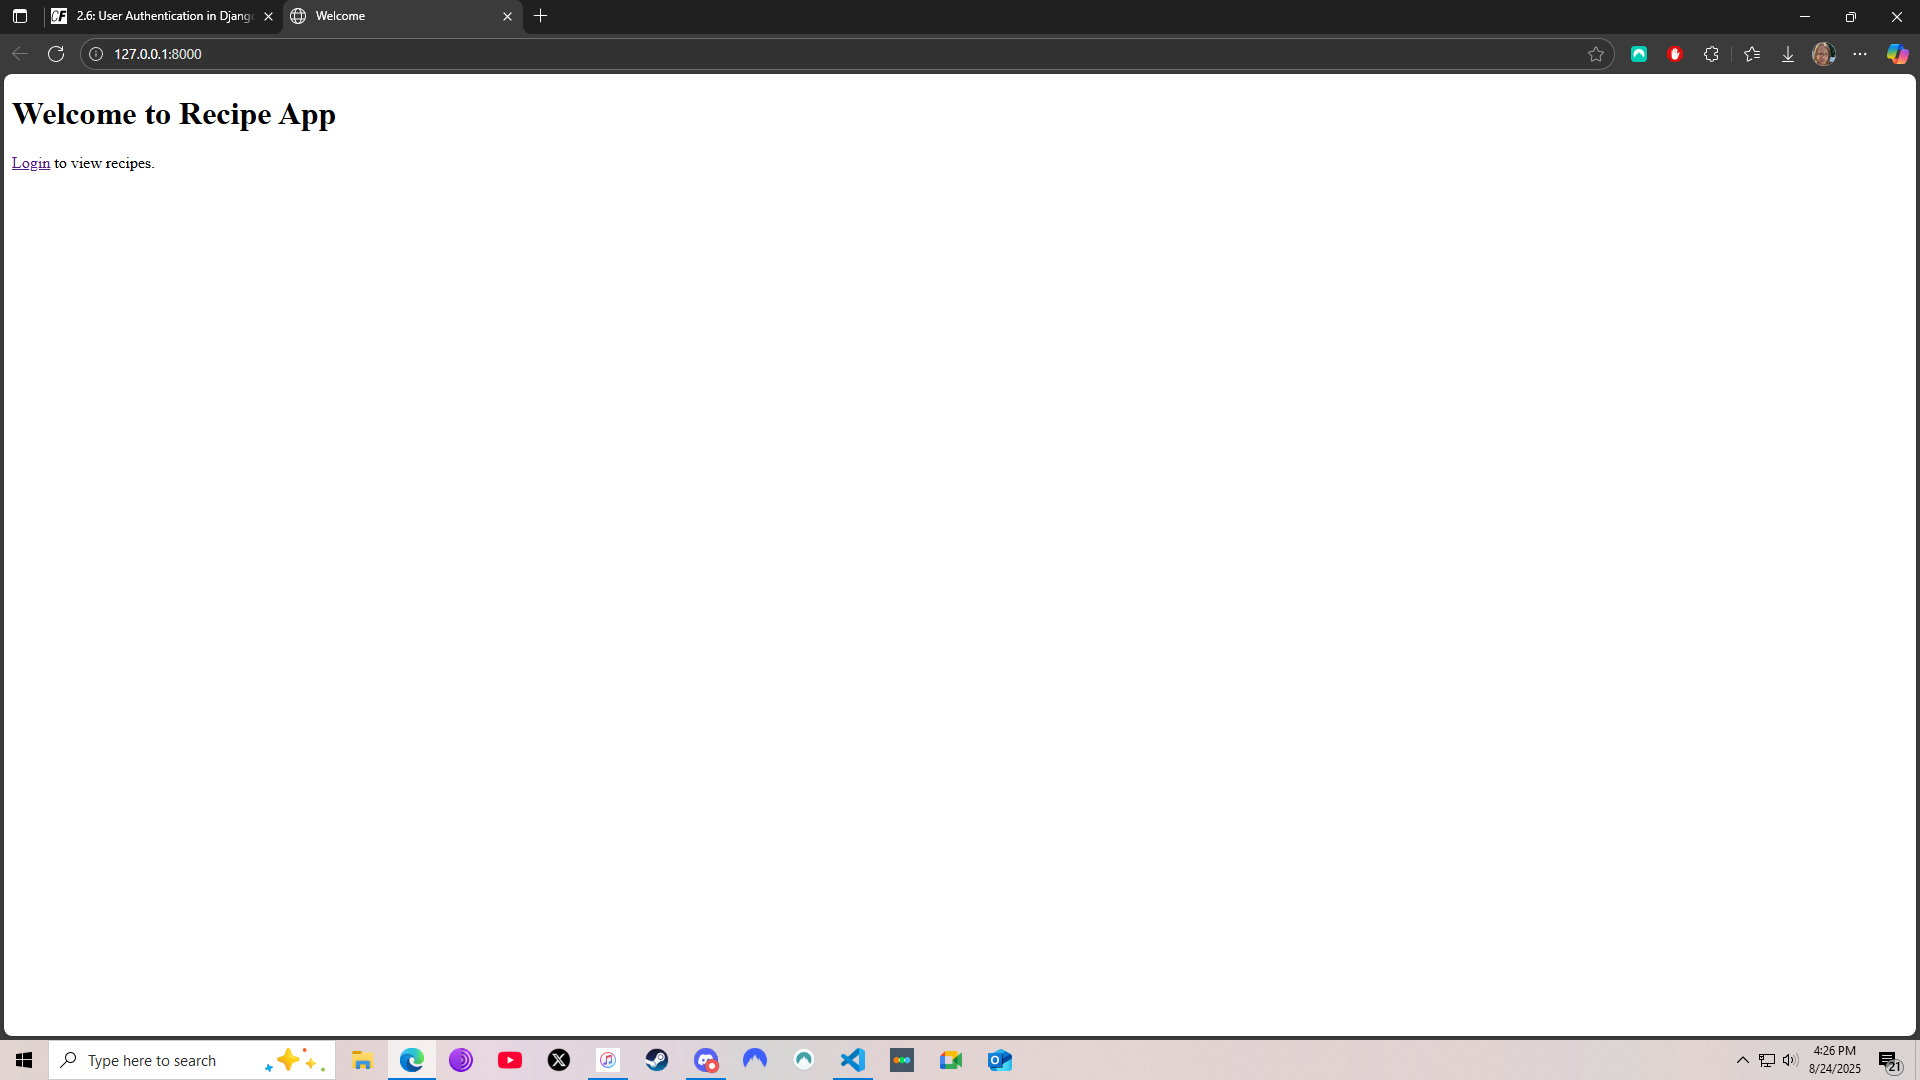 2.6: User Authentication in Djang
Welcome
127.0.0.1:8000
Welcome to Recipe App
Login to view recipes.
Type here to search
4:26 PM
8/24/2025
21